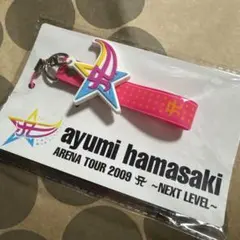 ayumi hamasaki
ARENA TOUR 2009 A ~NEXT LEVEL~